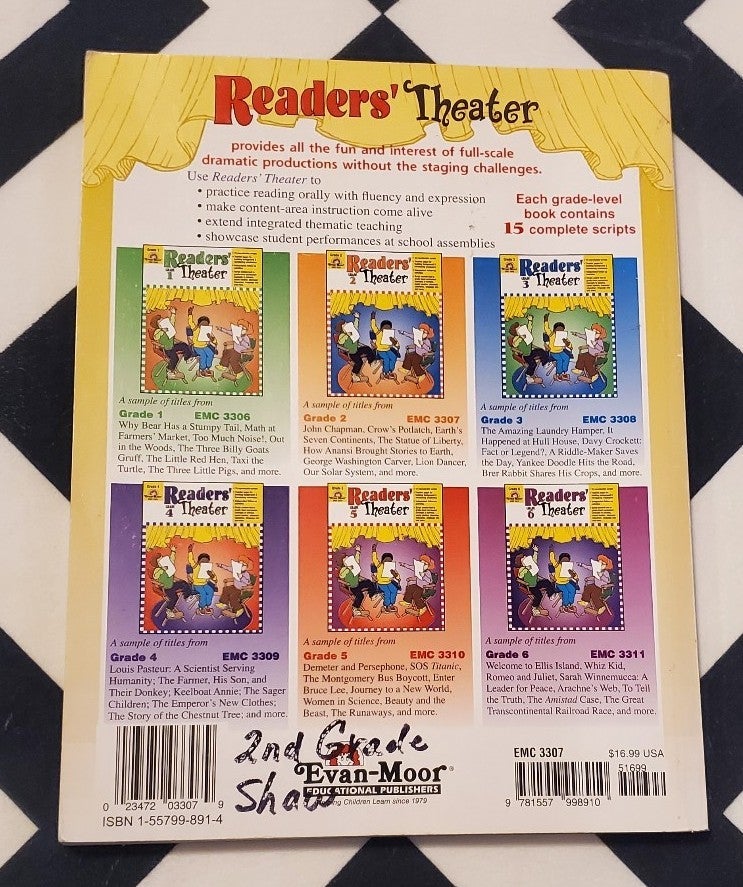 Readers' Theater
provides all the fun and interest of full-scale
dramatic productions without the staging challenges.
Use Readers' Theater to
• practice reading orally with fluency and expression
• make content-area instruction come alive
• extend integrated thematic teaching
• showcase student performances at school assemblies
Each grade-level
book contains
15 complete scripts
Readers'
Theater
GRADE 1
A sample of titles from
Grade 1 EMC 3306
Why Bear Has a Stumpy Tail, Math at
Farmers' Market, Too Much Noise!, Out
in the Woods, The Three Billy Goats
Gruff, The Little Red Hen, Taxi the
Turtle, The Three Little Pigs, and more.
Readers'
Theater
GRADE 2
A sample of titles from
Grade 2 EMC 3307
John Chapman, Crow's Potlatch, Earth's
Seven Continents, The Statue of Liberty,
How Anansi Brought Stories to Earth,
George Washington Carver, Lion Dancer,
Our Solar System, and more.
Readers'
Theater
GRADE 3
A sample of titles from
Grade 3 EMC 3308
The Amazing Laundry Hamper, It
Happened at Hull House, Davy Crockett:
Fact or Legend?, A Riddle-Maker Saves
the Day, Yankee Doodle Hits the Road,
Brer Rabbit Shares His Crops, and more.
Readers'
Theater
GRADE 4
A sample of titles from
Grade 4 EMC 3309
Louis Pasteur: A Scientist Serving
Humanity; The Farmer, His Son, and
Their Donkey; Keelboat Annie; The Sager
Children; The Emperor's New Clothes;
The Story of the Chestnut Tree; and more.
Readers'
Theater
GRADE 5
A sample of titles from
Grade 5 EMC 3310
Demeter and Persephone, SOS Titanic,
The Montgomery Bus Boycott, Enter
Bruce Lee, Journey to a New World,
Women in Science, Beauty and the
Beast, The Runaways, and more.
Readers'
Theater
GRADE 6
A sample of titles from
Grade 6 EMC 3311
Welcome to Ellis Island, Whiz Kid,
Romeo and Juliet, Sarah Winnemucca: A
Leader for Peace, Arachne's Web, To Tell
the Truth, The Amistad Case, The Great
Transcontinental Railroad Race, and more.
0 23472 03307 9
ISBN 1-55799-891-4
2nd Grade
Shaw
Evan-Moor®
EDUCATIONAL PUBLISHERS
Children Learn since 1979
EMC 3307 $16.99 USA
51699
9 781557 998910